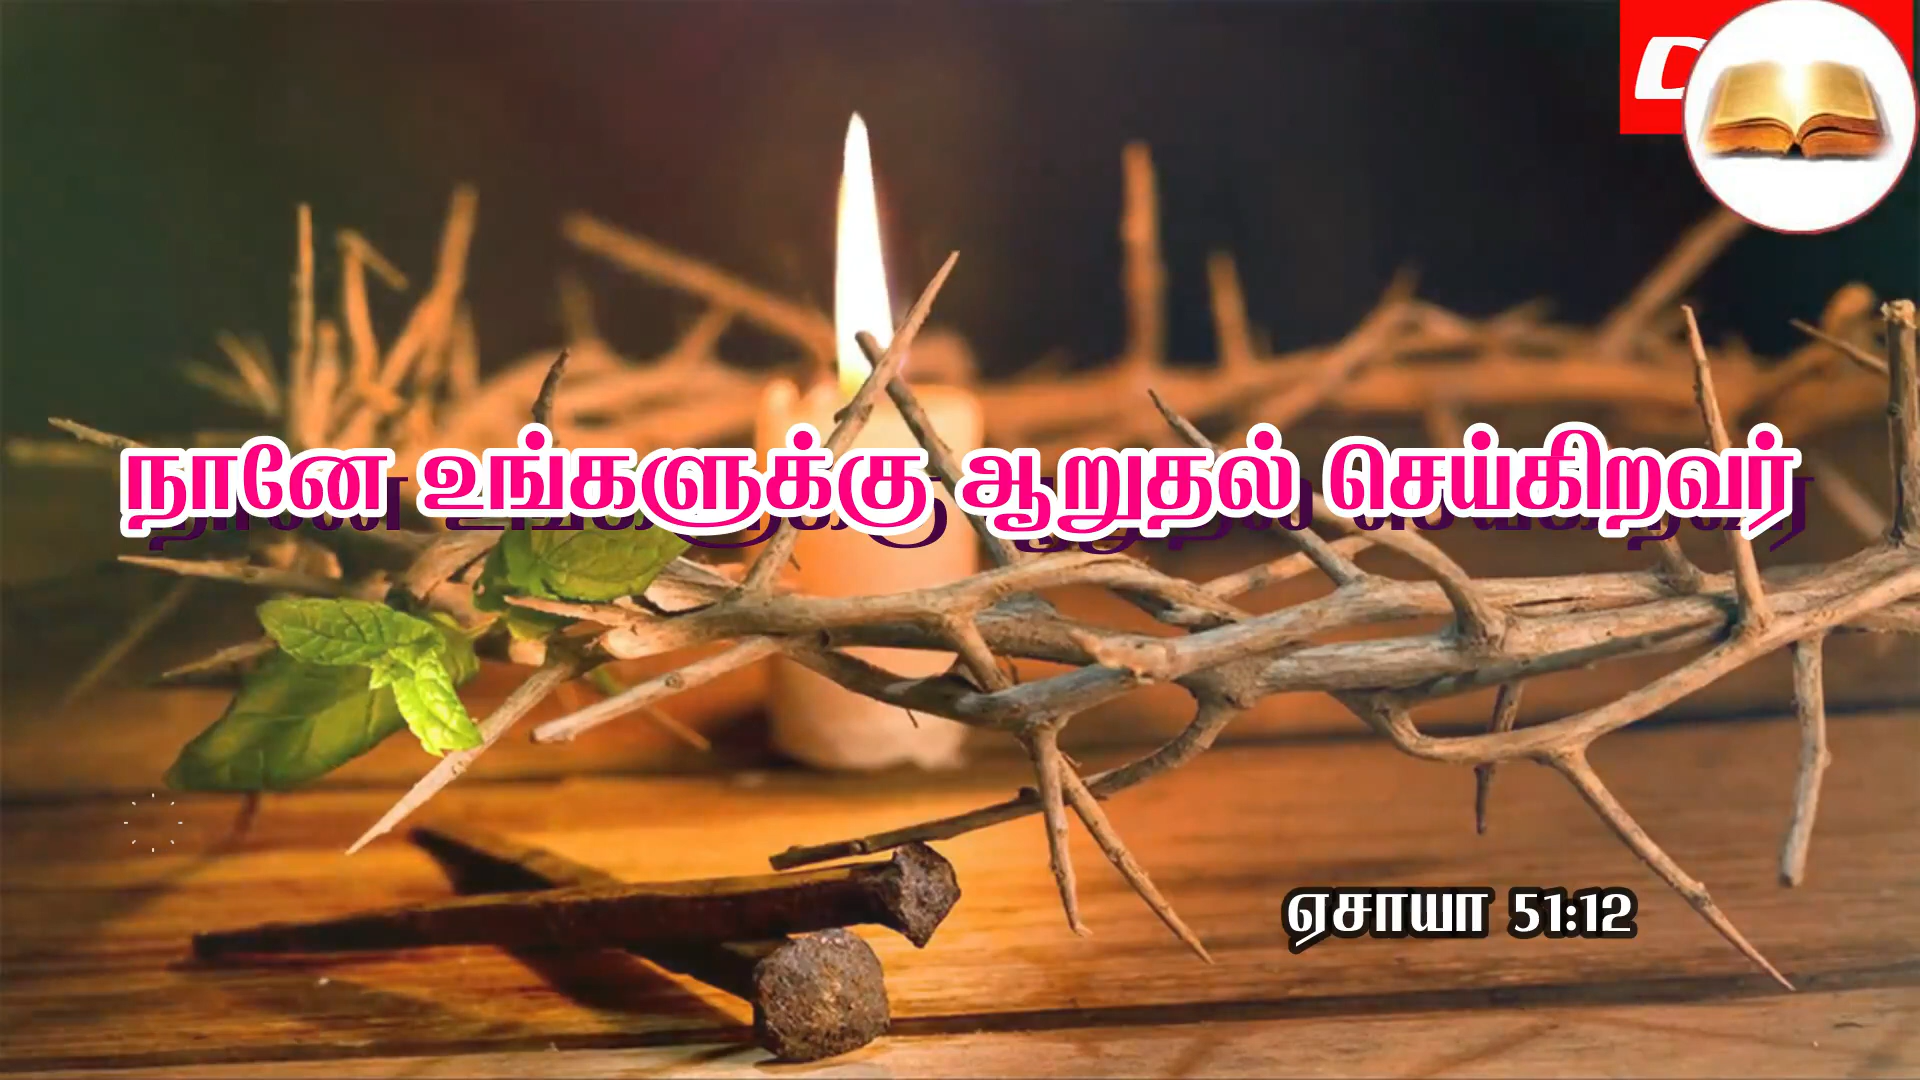 நானே உங்களுக்கு ஆறுதல் செய்கிறவர்
ஏசாயா 51:12